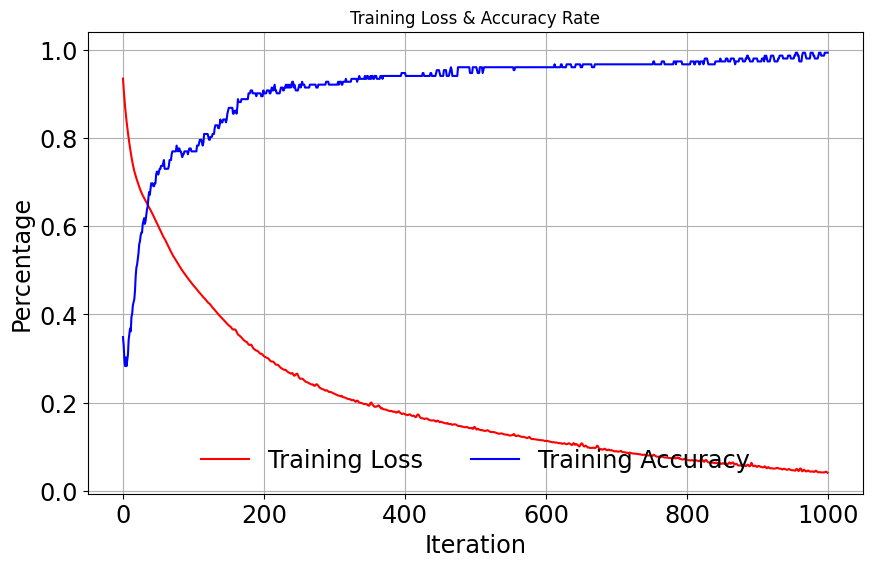 Training Loss & Accuracy Rate
1.0
0.8
0.6
0.4
0.2
0.0
Percentage
Training Loss
Training Accuracy
0 200 400 600 800 1000
Iteration